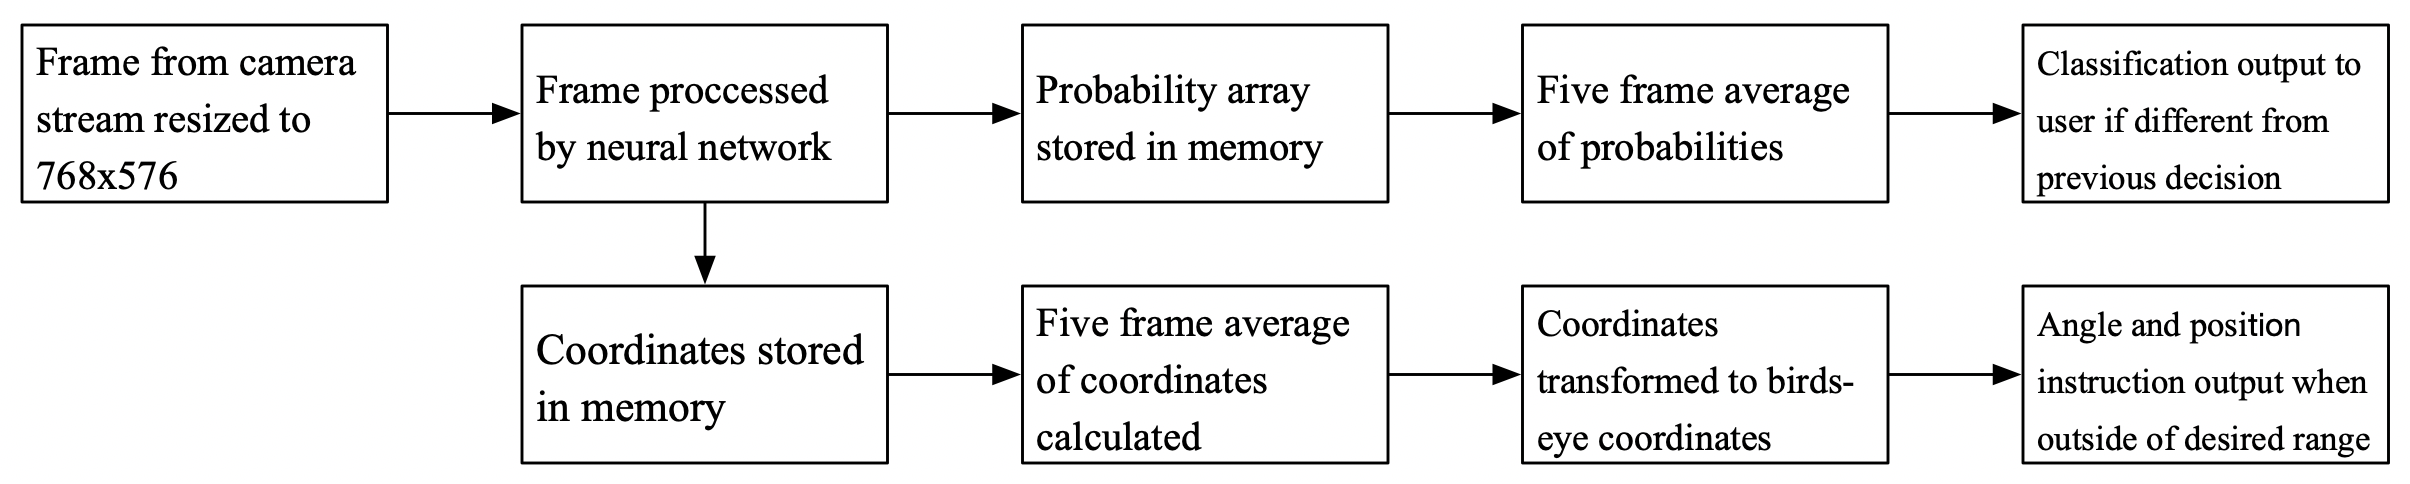 Frame from camera
stream resized to
768x576
Frame proccessed
by neural network
Probability array
stored in memory
Five frame average
of probabilities
Classification output to
user if different from
previous decision
Coordinates stored
in memory
Five frame average
of coordinates
calculated
Coordinates
transformed to birds-
eye coordinates
Angle and position
instruction output when
outside of desired range